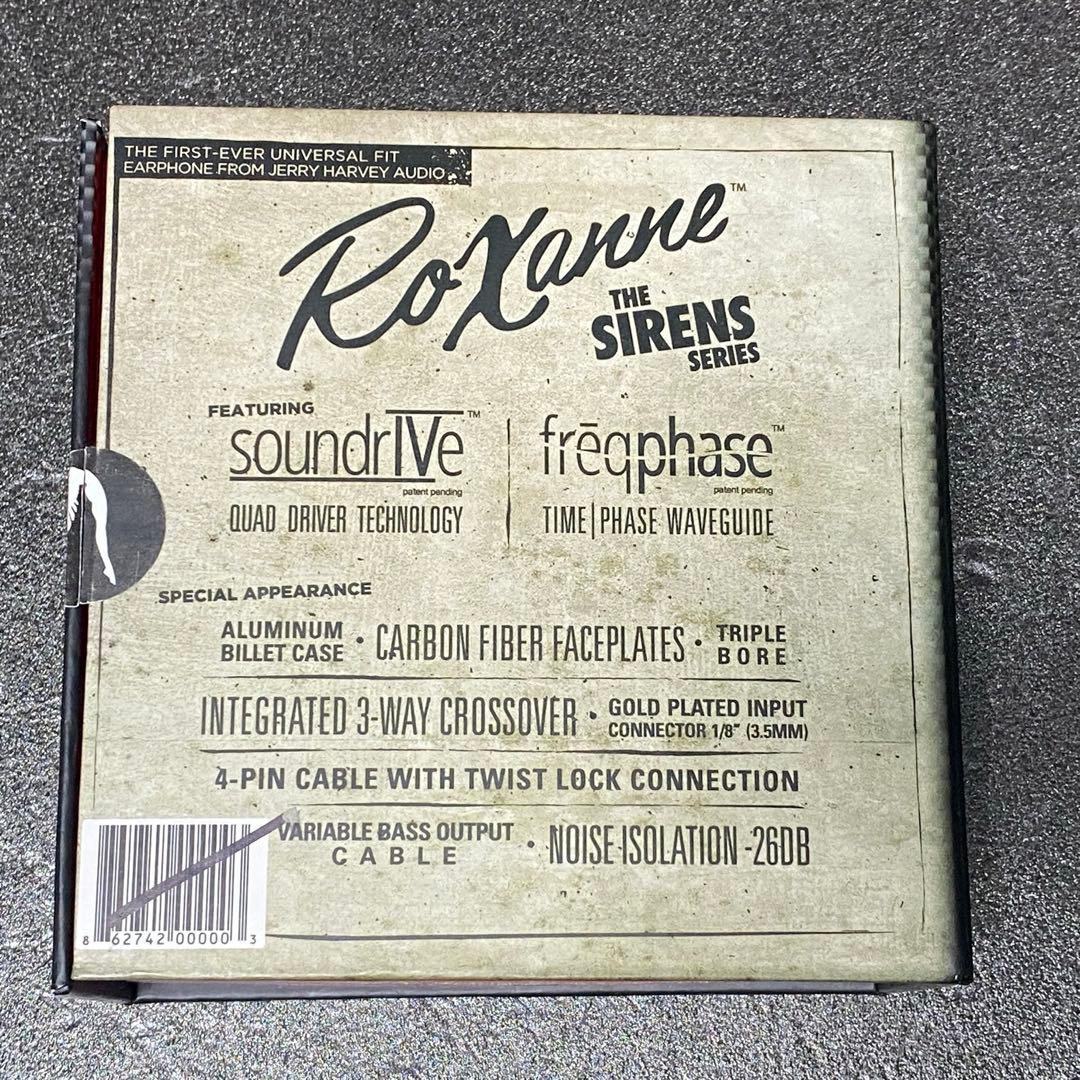 THE FIRST-EVER UNIVERSAL FIT
EARPHONE FROM JERRY HARVEY AUDIO
RoXanne™
THE
SIRENS
SERIES
FEATURING
soundrIVe™
patent pending
QUAD DRIVER TECHNOLOGY
frēqphase™
patent pending
TIME|PHASE WAVEGUIDE
SPECIAL APPEARANCE
ALUMINUM
BILLET CASE
• CARBON FIBER FACEPLATES •
TRIPLE
BORE
INTEGRATED 3-WAY CROSSOVER •
GOLD PLATED INPUT
CONNECTOR 1/8" (3.5MM)
4-PIN CABLE WITH TWIST LOCK CONNECTION
VARIABLE BASS OUTPUT
CABLE
• NOISE ISOLATION -26DB
8 62742 00000 3